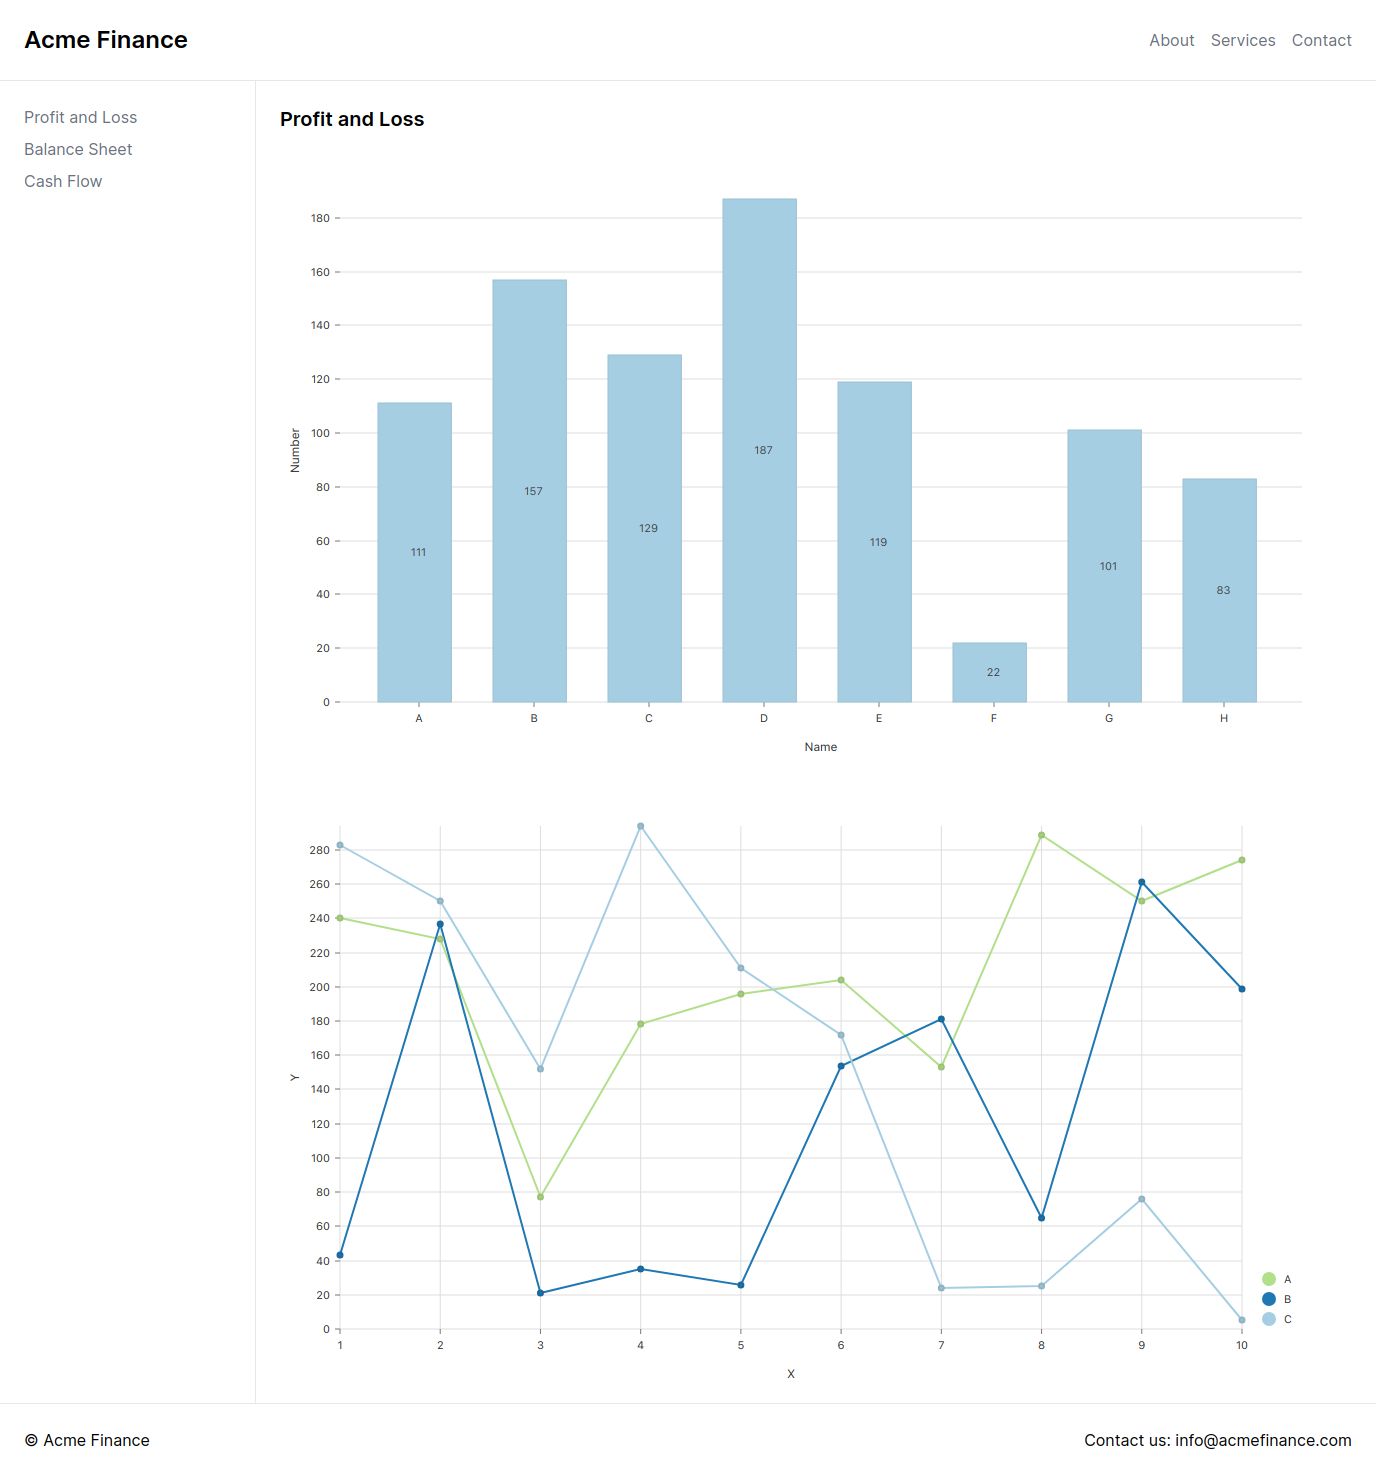 Acme Finance
About Services Contact
Profit and Loss
Balance Sheet
Cash Flow
Profit and Loss
180
160
140
120
100
80
60
40
20
0
Number
111
157
129
187
119
22
101
83
A B C D E F G H
Name
280
260
240
220
200
180
160
140
120
100
80
60
40
20
0
Y
1 2 3 4 5 6 7 8 9 10
X
A
B
C
© Acme Finance
Contact us: info@acmefinance.com